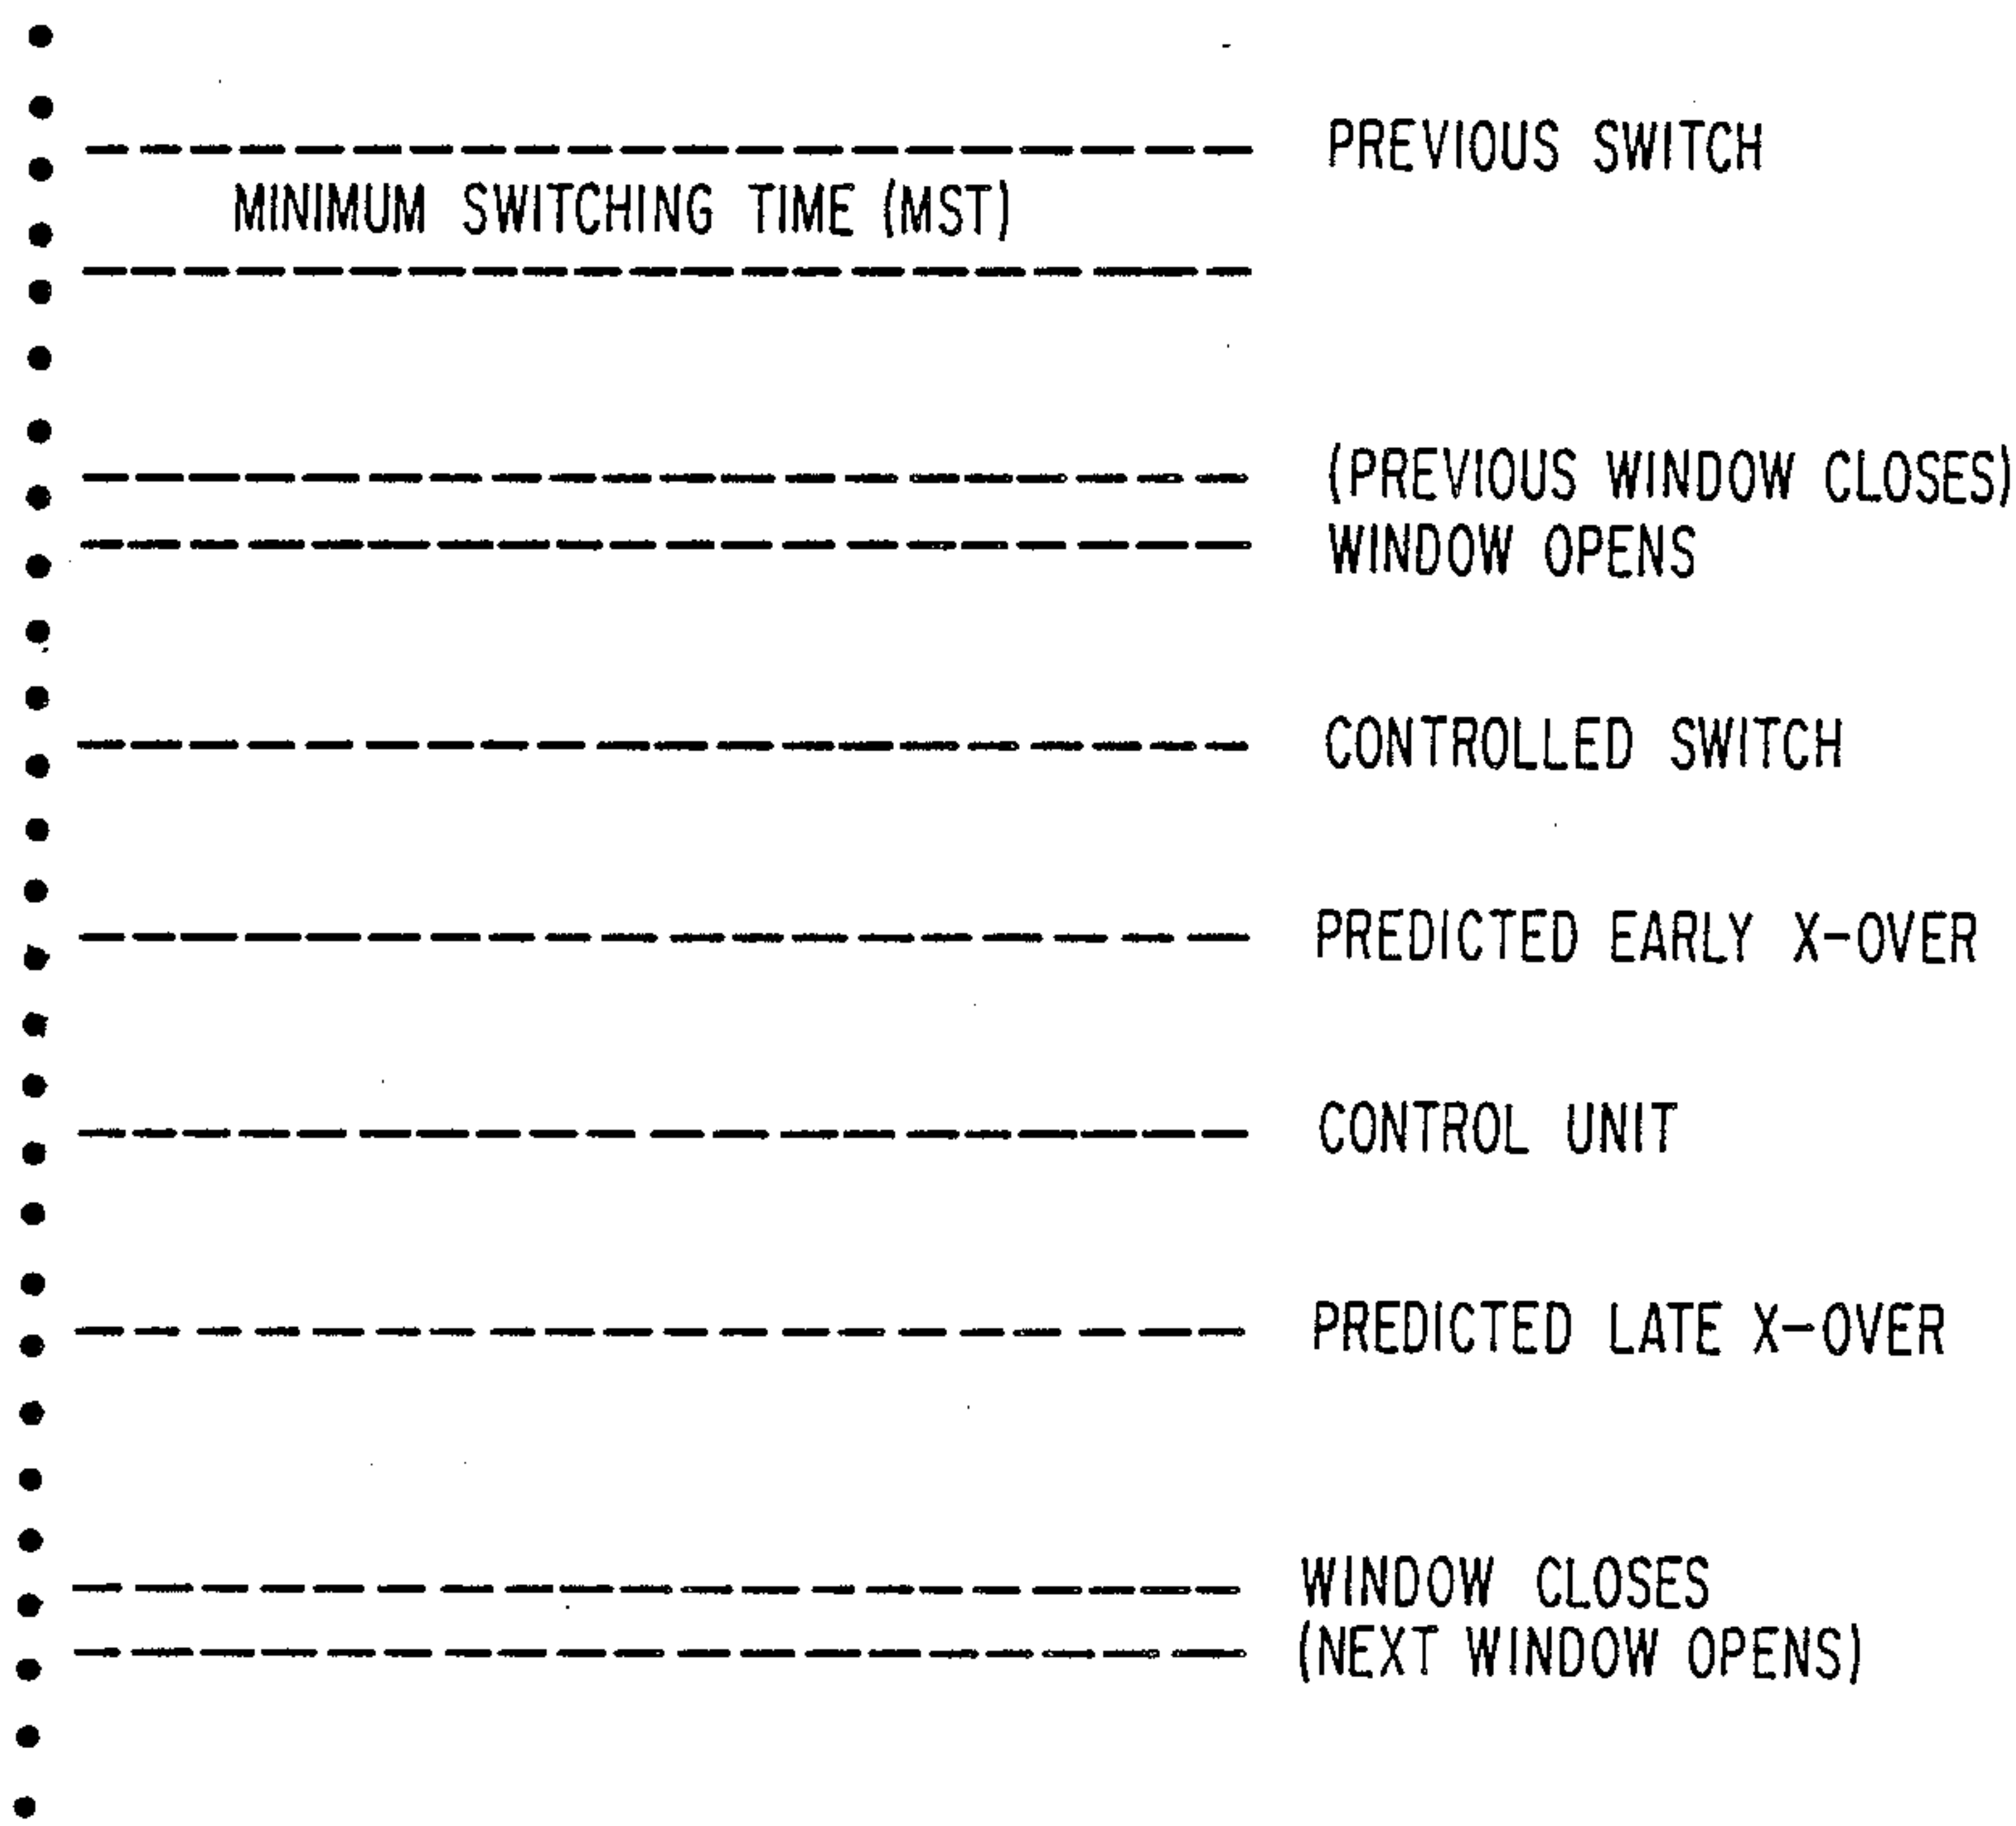 PREVIOUS SWITCH
MINIMUM SWITCHING TIME (MST)
(PREVIOUS WINDOW CLOSES)
WINDOW OPENS
CONTROLLED SWITCH
PREDICTED EARLY X-OVER
CONTROL UNIT
PREDICTED LATE X-OVER
WINDOW CLOSES
(NEXT WINDOW OPENS)